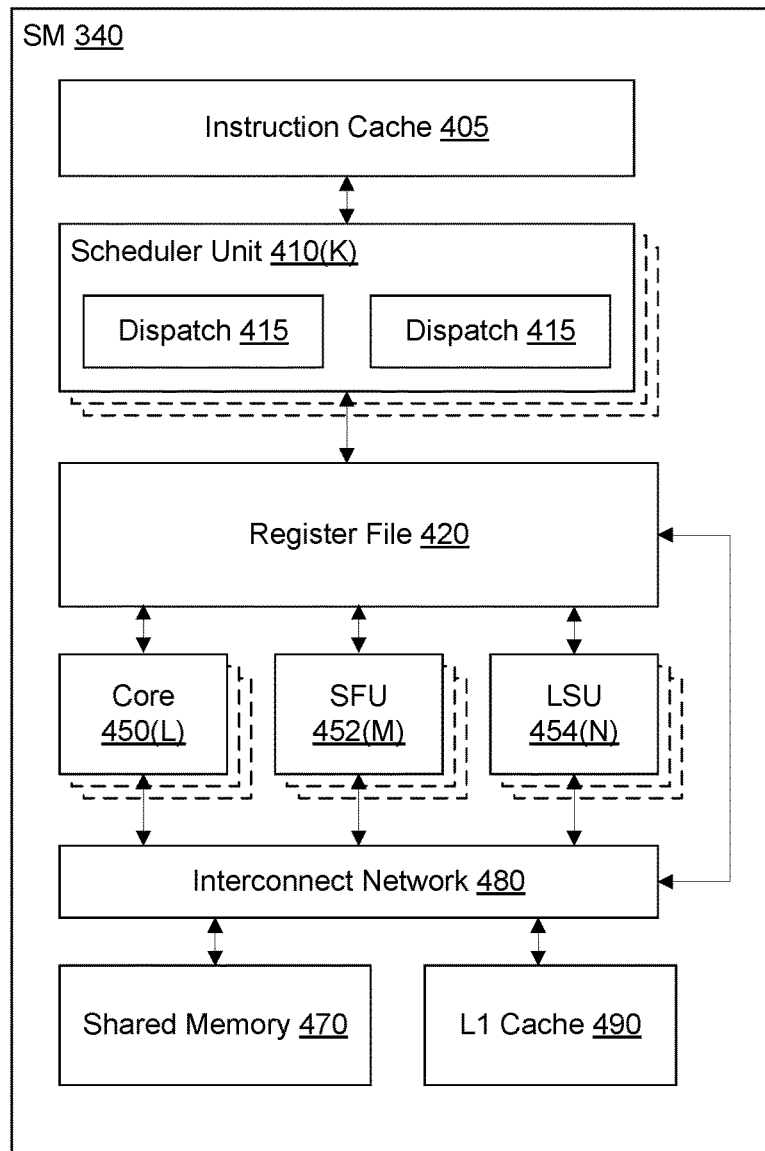 SM 340
Instruction Cache 405
Scheduler Unit 410(K)
Dispatch 415
Dispatch 415
Register File 420
Core
450(L)
SFU
452(M)
LSU
454(N)
Interconnect Network 480
Shared Memory 470
L1 Cache 490